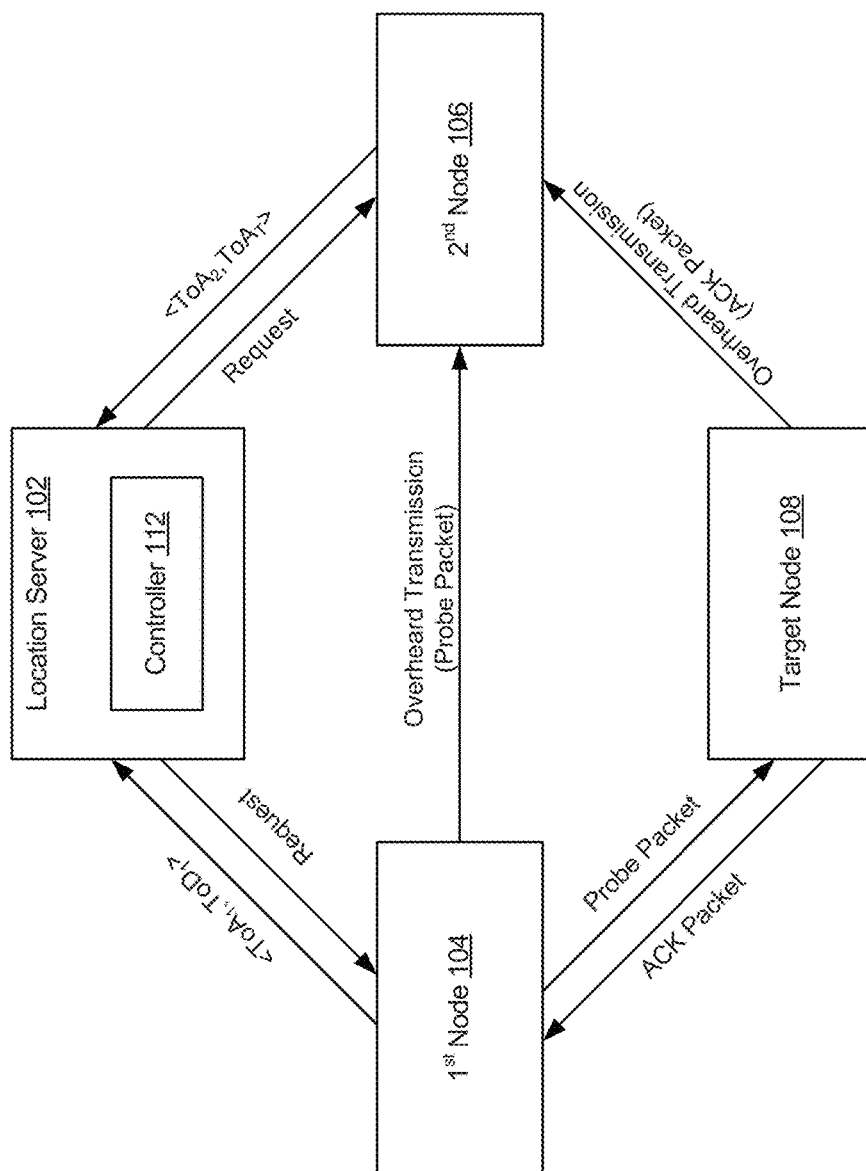 Location Server 102
Controller 112
<ToA₁, ToD₁>
Request
<ToA₂,ToA_T>
Request
1st Node 104
Overheard Transmission
(Probe Packet)
2nd Node 106
Probe Packet
ACK Packet
Overheard Transmission
(ACK Packet)
Target Node 108